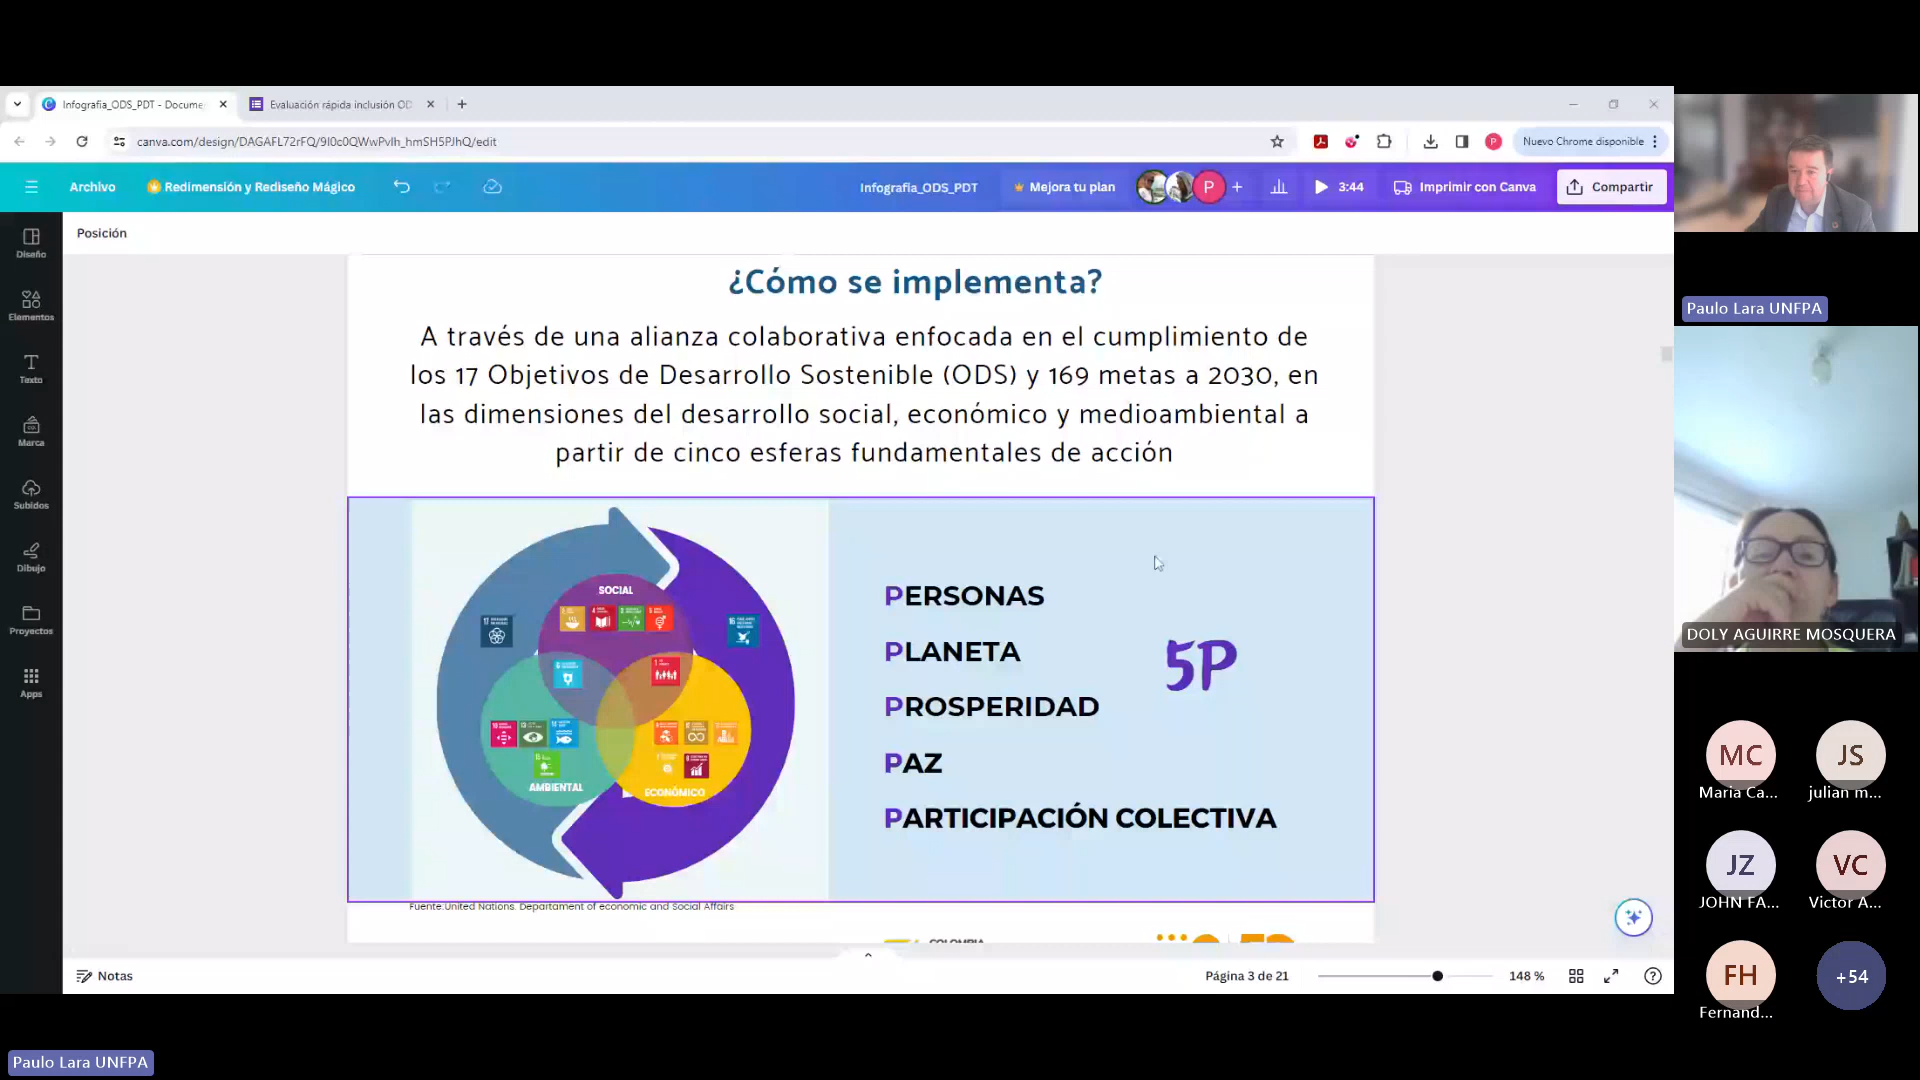 Infografia_ODS_PDT - Docume
Evaluación rápida inclusión OD
canva.com/design/DAGAFL72rFQ/9I0c0QWwPvlh_hmSH5PJhQ/edit
Nuevo Chrome disponible
Archivo
Redimensión y Rediseño Mágico
Infografia_ODS_PDT
Mejora tu plan
P
3:44
Imprimir con Canva
Compartir
Diseño
Elementos
Texto
Marca
Subidos
Dibujo
Proyectos
Apps
Posición
¿Cómo se implementa?
A través de una alianza colaborativa enfocada en el cumplimiento de
los 17 Objetivos de Desarrollo Sostenible (ODS) y 169 metas a 2030, en
las dimensiones del desarrollo social, económico y medioambiental a
partir de cinco esferas fundamentales de acción
SOCIAL
AMBIENTAL
ECONÓMICO
PERSONAS
PLANETA
PROSPERIDAD
PAZ
PARTICIPACIÓN COLECTIVA
5P
Fuente:United Nations. Departament of economic and Social Affairs
COLOMBIA
Notas
Página 3 de 21
148 %
Paulo Lara UNFPA
DOLY AGUIRRE MOSQUERA
MC
Maria Ca...
JS
julian m...
JZ
JOHN FA...
VC
Victor A...
FH
Fernand...
+54
Paulo Lara UNFPA